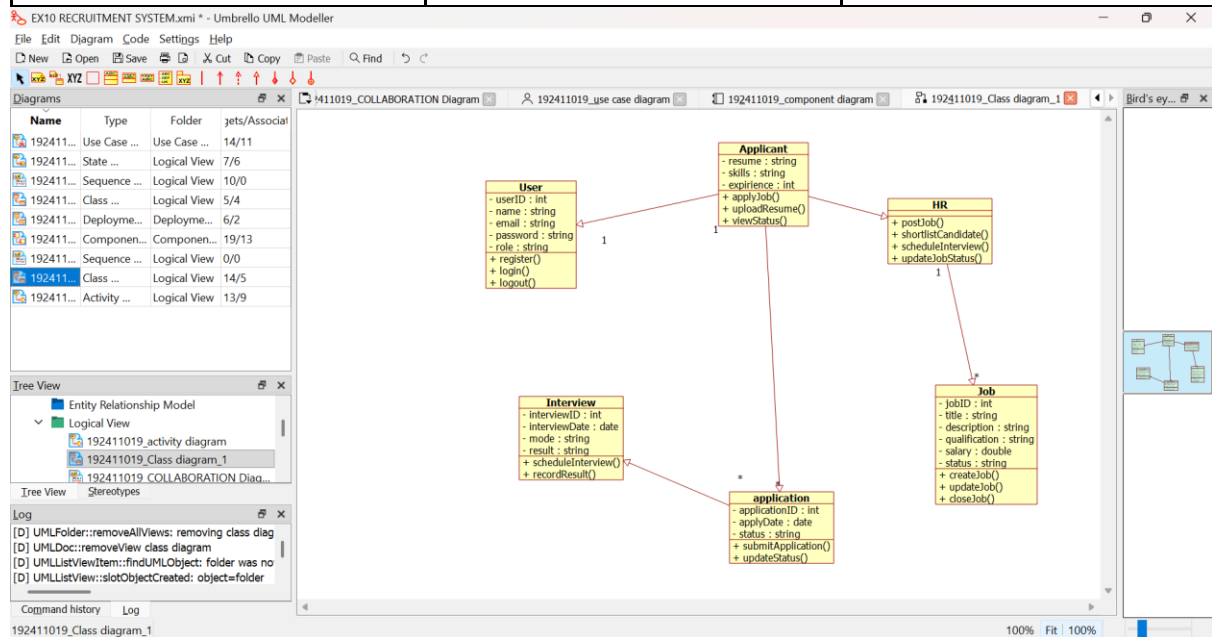 EX10 RECRUITMENT SYSTEM.xmi * - Umbrello UML Modeller
File Edit Diagram Code Settings Help
New Open Save Cut Copy Paste Find
XYZ
Diagrams
!411019_COLLABORATION Diagram 192411019_use case diagram 192411019_component diagram 192411019_Class diagram_1
Bird's ey...
Name Type Folder gets/Associat
192411... Use Case ... Use Case ... 14/11
192411... State ... Logical View 7/6
192411... Sequence ... Logical View 10/0
192411... Class ... Logical View 5/4
192411... Deployme... Deployme... 6/2
192411... Componen... Componen... 19/13
192411... Sequence ... Logical View 0/0
192411... Class ... Logical View 14/5
192411... Activity ... Logical View 13/9
Tree View
Entity Relationship Model
Logical View
192411019_activity diagram
192411019_Class diagram_1
192411019 COLLABORATION Diag...
Tree View Stereotypes
Log
[D] UMLFolder::removeAllViews: removing class diag
[D] UMLDoc::removeView class diagram
[D] UMLListViewItem::findUMLObject: folder was no
[D] UMLListView::slotObjectCreated: object=folder
Command history Log
192411019_Class diagram_1
User
- userID : int
- name : string
- email : string
- password : string
- role : string
+ register()
+ login()
+ logout()
1
Applicant
- resume : string
- skills : string
- expirience : int
+ applyJob()
+ uploadResume()
+ viewStatus()
1
HR
+ postJob()
+ shortlistCandidate()
+ scheduleInterview()
+ updateJobStatus()
1
Interview
- interviewID : int
- interviewDate : date
- mode : string
- result : string
+ scheduleInterview()
+ recordResult()
*
*
application
- applicationID : int
- applyDate : date
- status : string
+ submitApplication()
+ updateStatus()
*
Job
- jobID : int
- title : string
- description : string
- qualification : string
- salary : double
- status : string
+ createJob()
+ updateJob()
+ closeJob()
100% Fit 100%